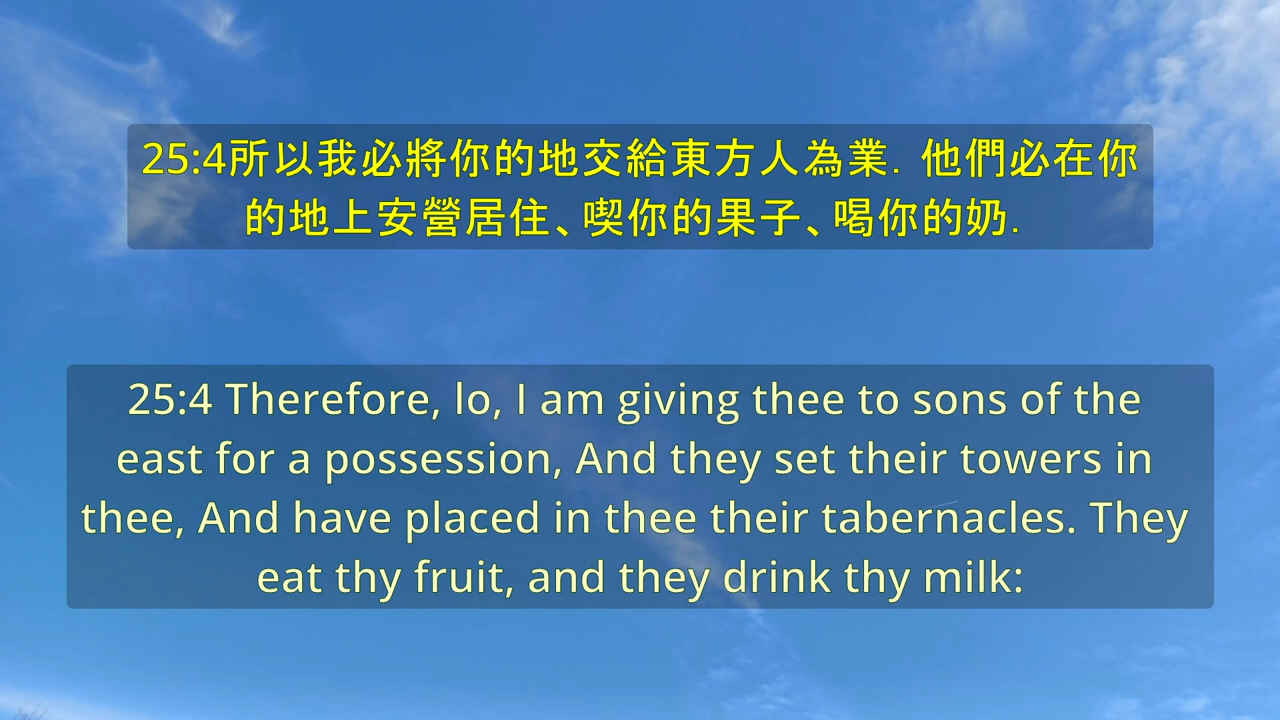 25:4所以我必將你的地交給東方人為業. 他們必在你
的地上安營居住、喫你的果子、喝你的奶.
25:4 Therefore, lo, I am giving thee to sons of the
east for a possession, And they set their towers in
thee, And have placed in thee their tabernacles. They
eat thy fruit, and they drink thy milk: